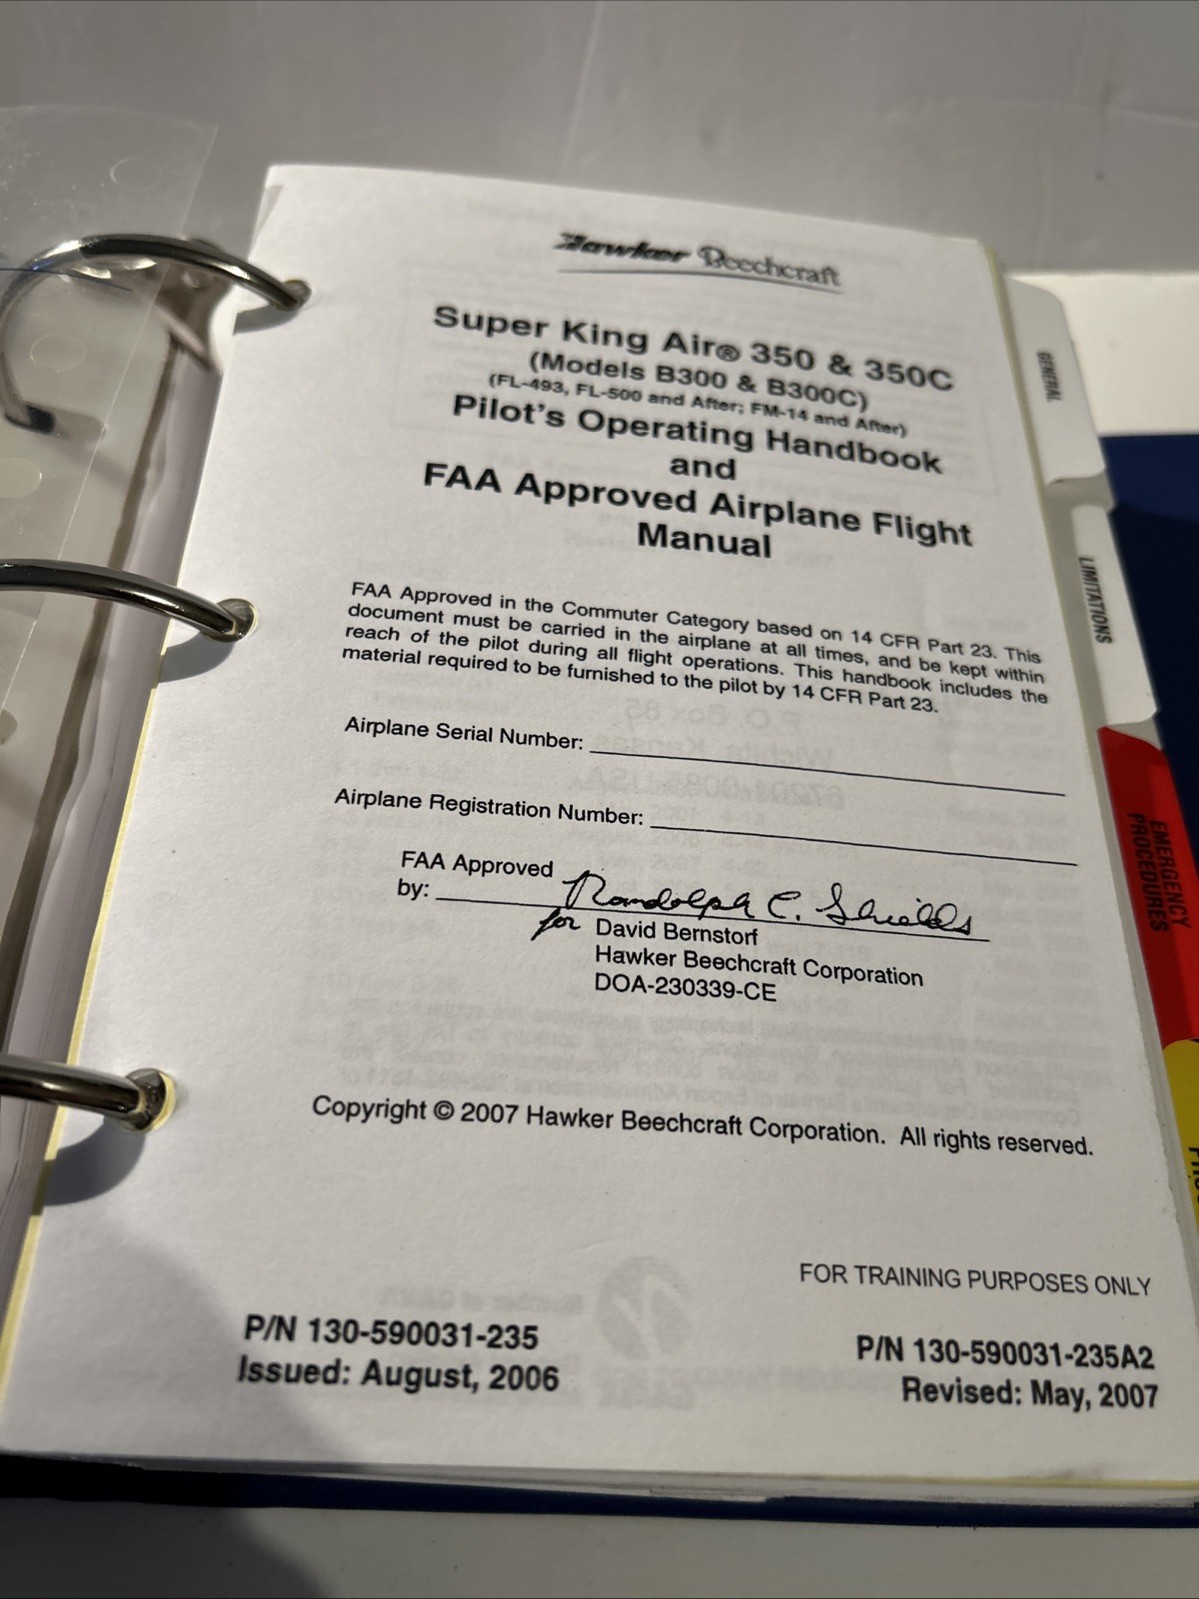 Hawker Beechcraft
Super King Air® 350 & 350C
(Models B300 & B300C)
(FL-493, FL-500 and After; FM-14 and After)
Pilot's Operating Handbook
and
FAA Approved Airplane Flight
Manual
FAA Approved in the Commuter Category based on 14 CFR Part 23. This
document must be carried in the airplane at all times, and be kept within
reach of the pilot during all flight operations. This handbook includes the
material required to be furnished to the pilot by 14 CFR Part 23.
Airplane Serial Number:
Airplane Registration Number:
FAA Approved
by: Randolph C. Shields
for David Bernstorf
Hawker Beechcraft Corporation
DOA-230339-CE
Copyright © 2007 Hawker Beechcraft Corporation. All rights reserved.
FOR TRAINING PURPOSES ONLY
P/N 130-590031-235
Issued: August, 2006
P/N 130-590031-235A2
Revised: May, 2007
GENERAL
LIMITATIONS
EMERGENCY
PROCEDURES